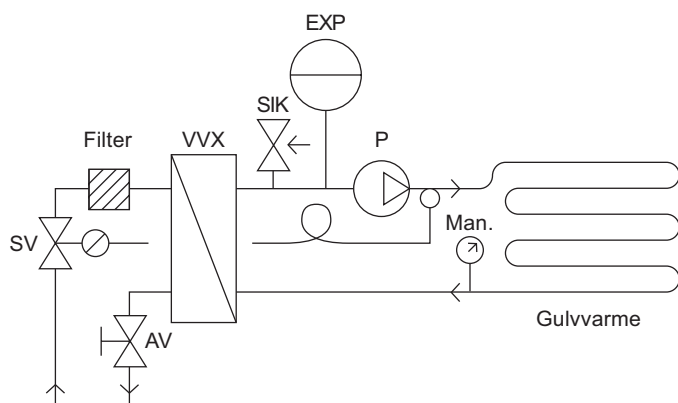 EXP
SIK
Filter
VVX
P
Man.
SV
Gulvvarme
AV